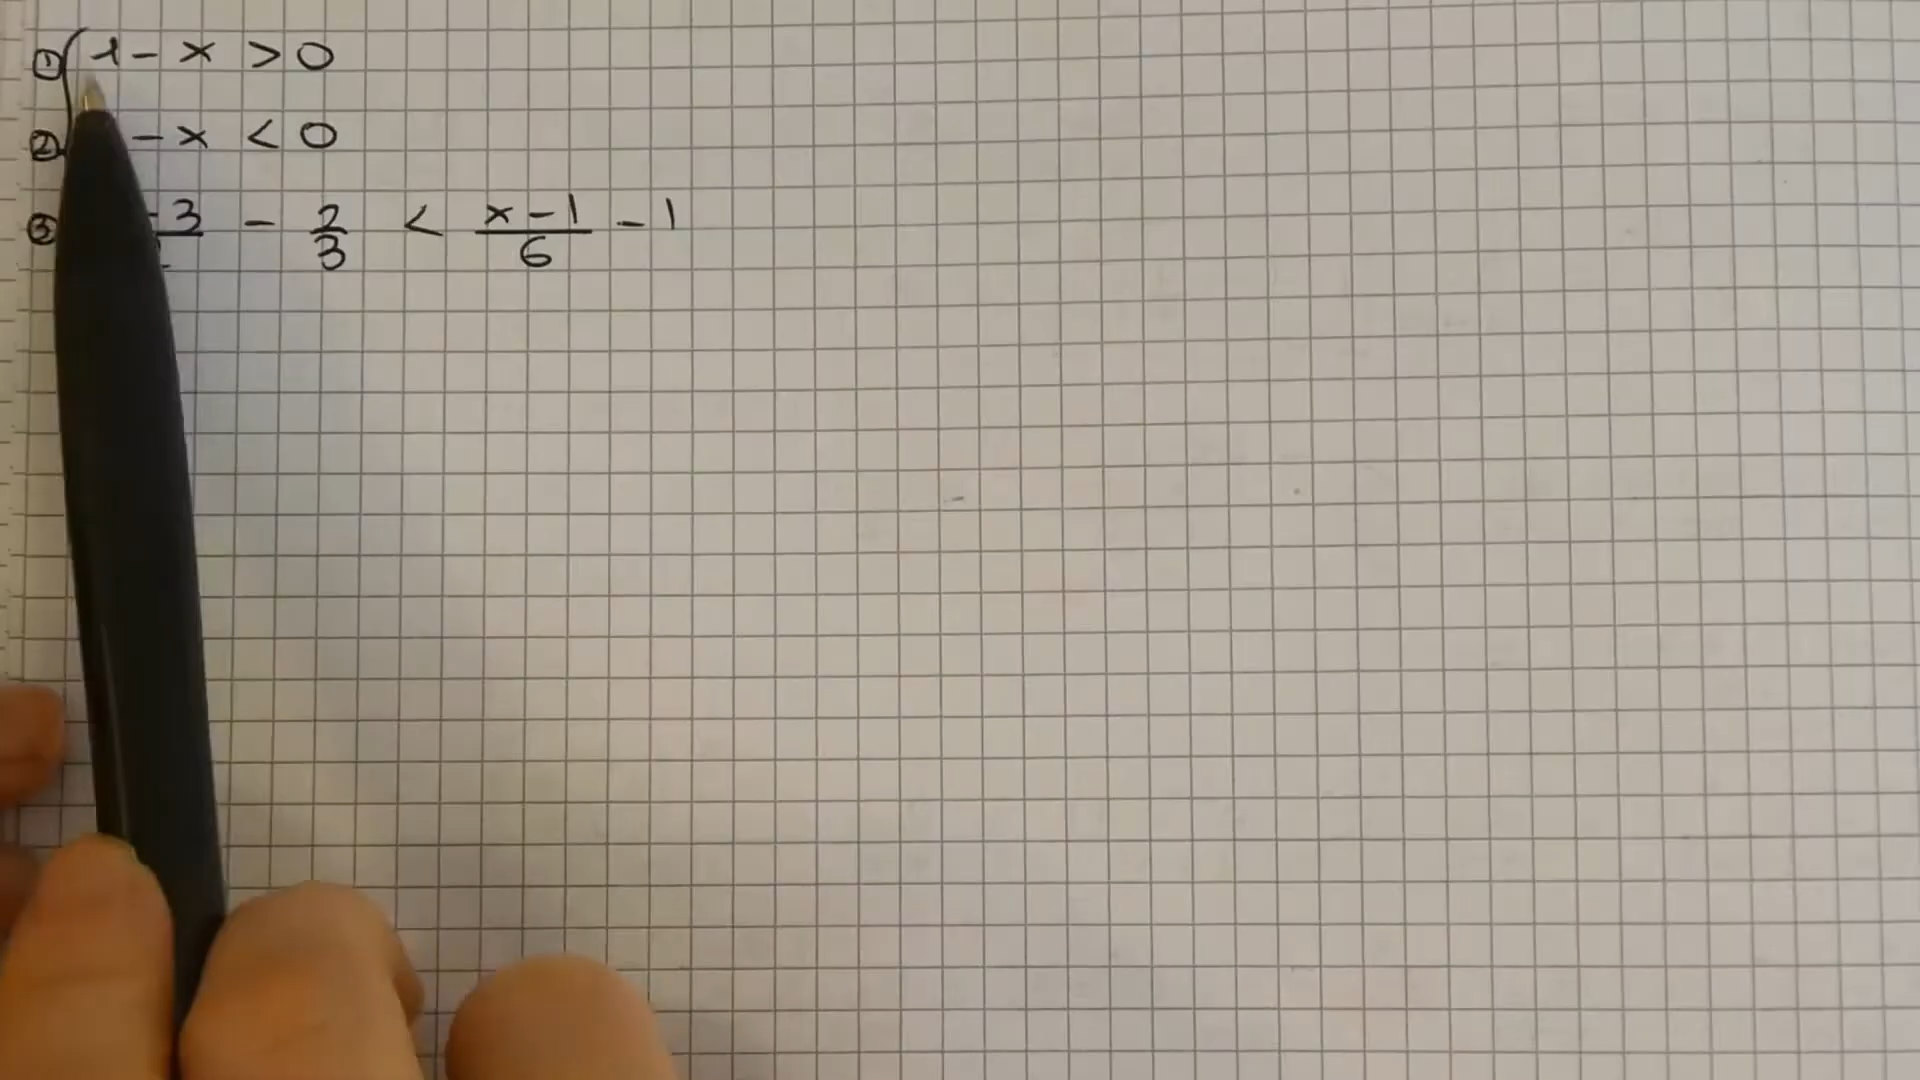 ① 1 - x > 0
② - x < 0
③ - 3 - 2/3 < (x - 1)/6 - 1